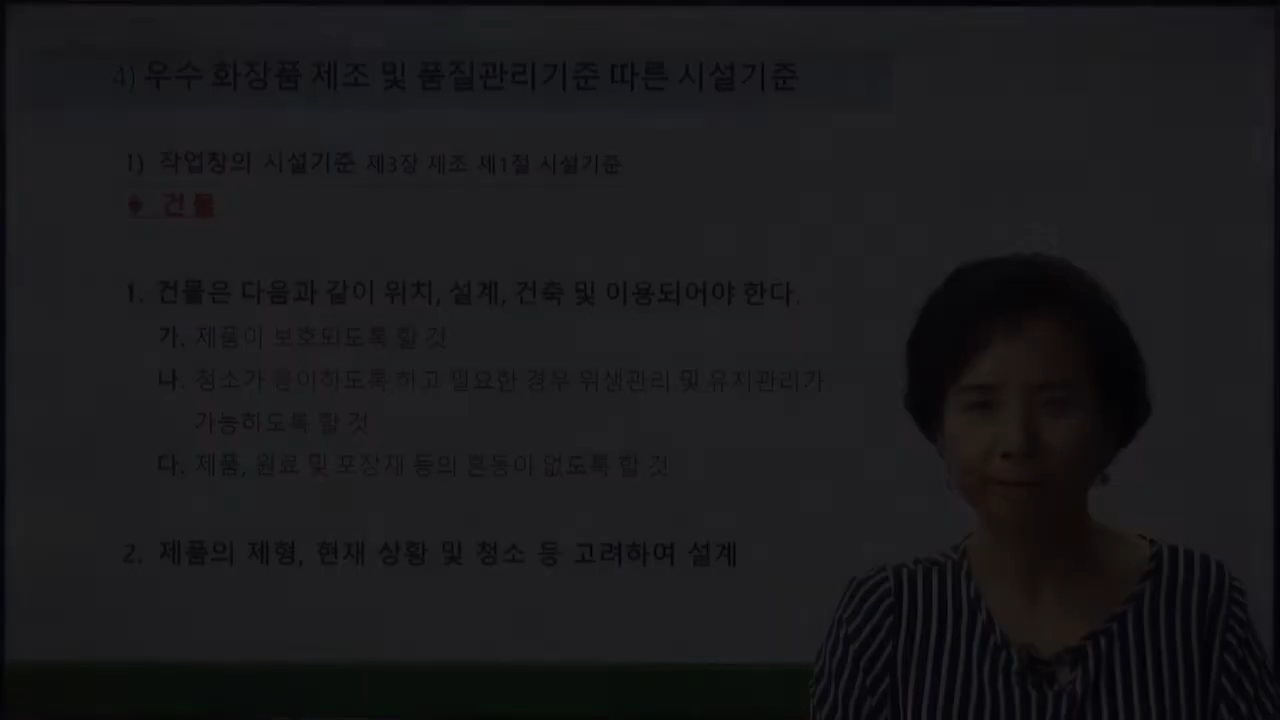 4) 우수 화장품 제조 및 품질관리기준 따른 시설기준
1) 작업장의 시설기준 제3장 제조 제1절 시설기준
◆ 건 물
1. 건물은 다음과 같이 위치, 설계, 건축 및 이용되어야 한다.
가. 제품이 보호되도록 할 것
나. 청소가 용이하도록 하고 필요한 경우 위생관리 및 유지관리가
가능하도록 할 것
다. 제품, 원료 및 포장재 등의 혼동이 없도록 할 것
2. 제품의 제형, 현재 상황 및 청소 등 고려하여 설계